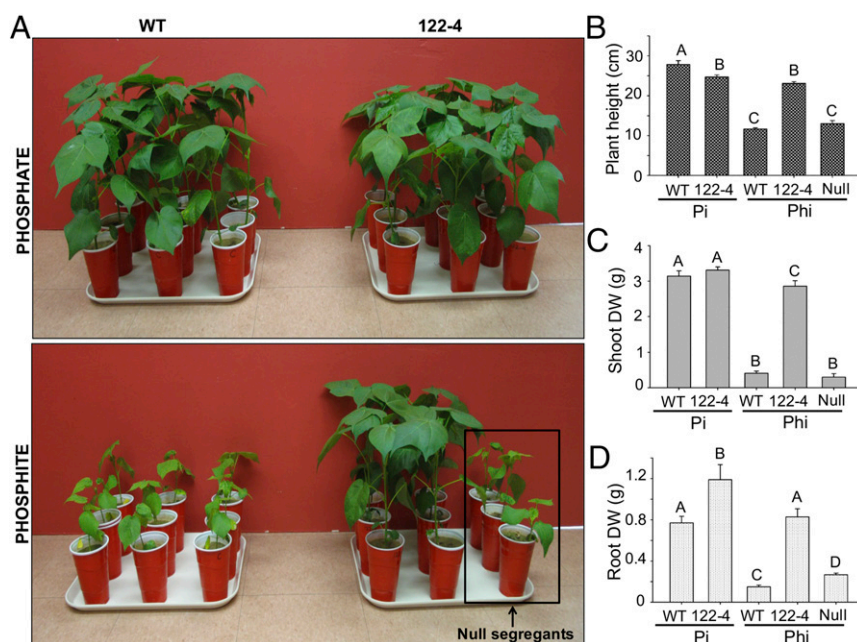 A
WT
122-4
PHOSPHATE
PHOSPHITE
Null segregants
B
Plant height (cm)
30
20
10
0
A
B
C
B
C
WT 122-4 WT 122-4 Null
Pi Phi
C
Shoot DW (g)
4
3
2
1
0
A
A
B
C
B
WT 122-4 WT 122-4 Null
Pi Phi
D
Root DW (g)
1.2
0.8
0.4
0
A
B
C
A
D
WT 122-4 WT 122-4 Null
Pi Phi